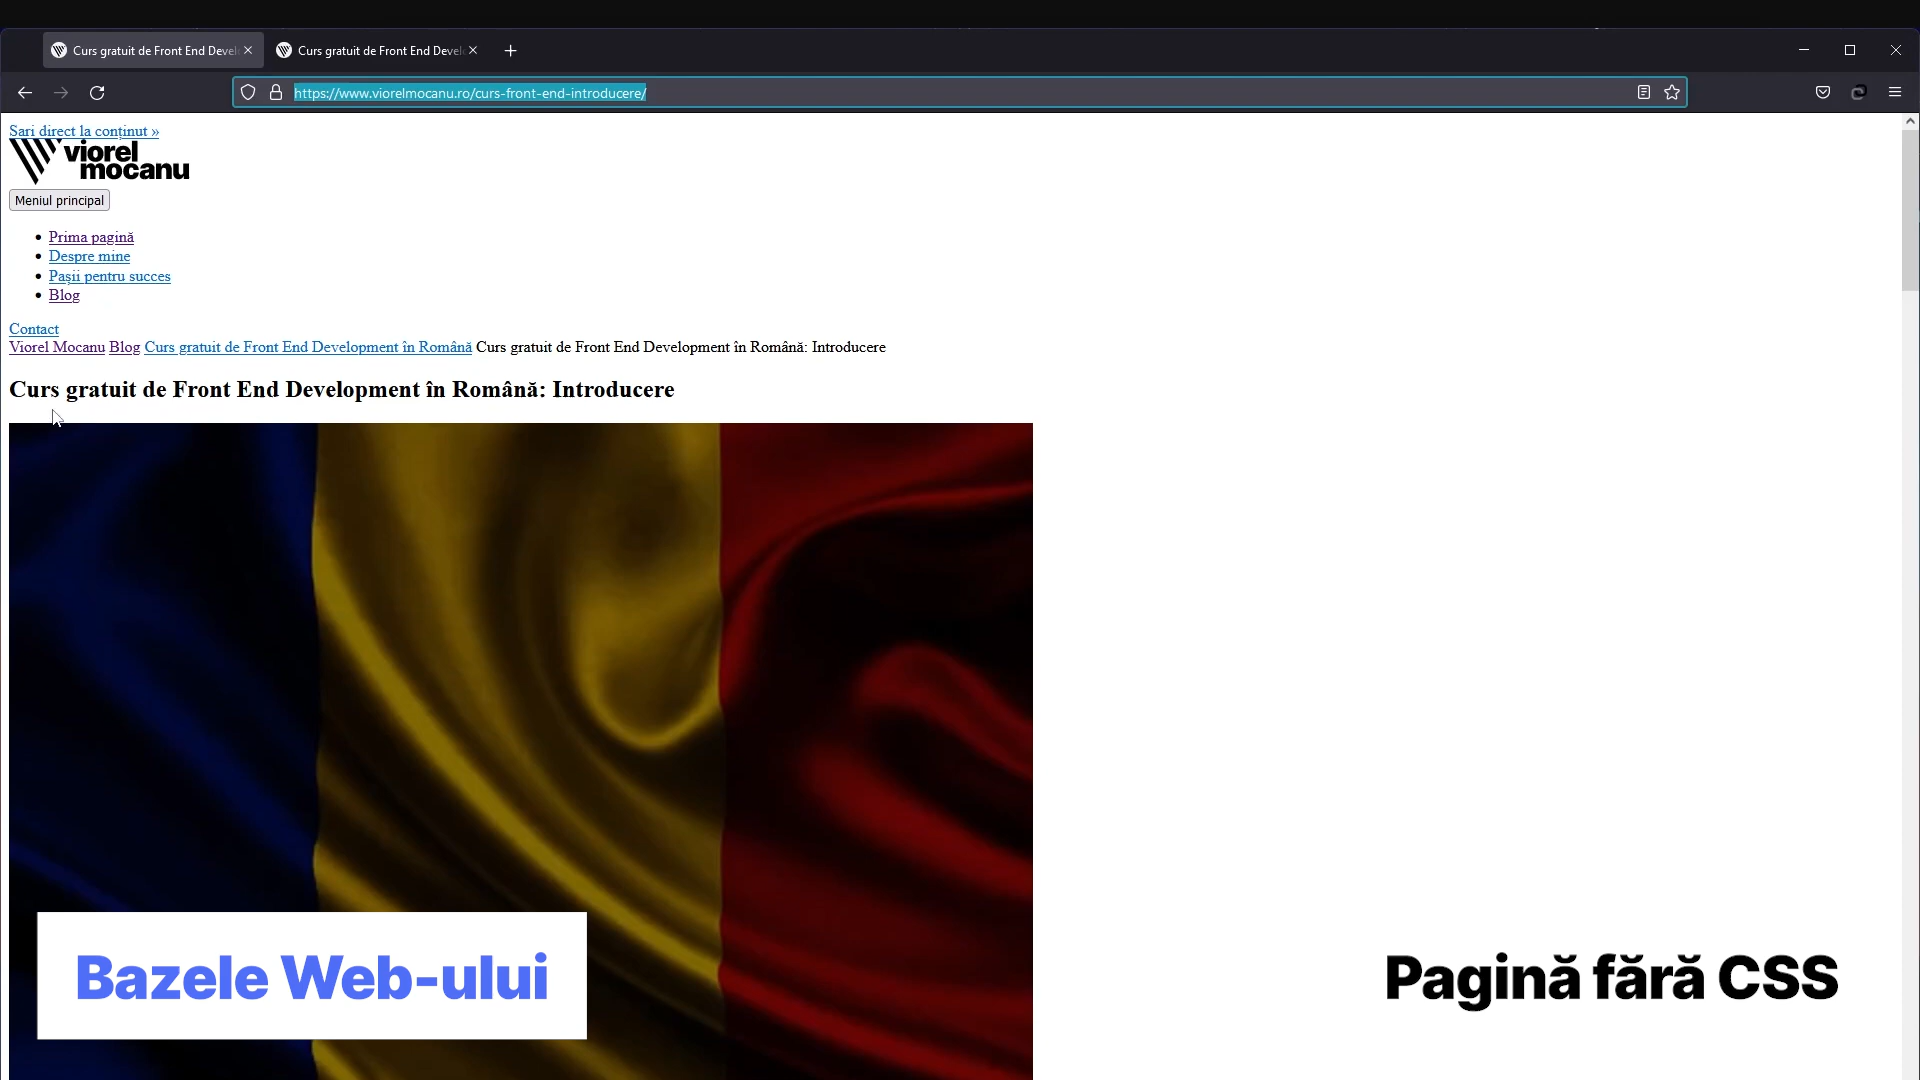 Curs gratuit de Front End Devel
Curs gratuit de Front End Devel
https://www.viorelmocanu.ro/curs-front-end-introducere/
Sari direct la conținut »
viorel
mocanu
Meniul principal
Prima pagină
Despre mine
Pașii pentru succes
Blog
Contact
Viorel Mocanu Blog Curs gratuit de Front End Development în Română Curs gratuit de Front End Development în Română: Introducere
Curs gratuit de Front End Development în Română: Introducere
Bazele Web-ului
Pagină fără CSS